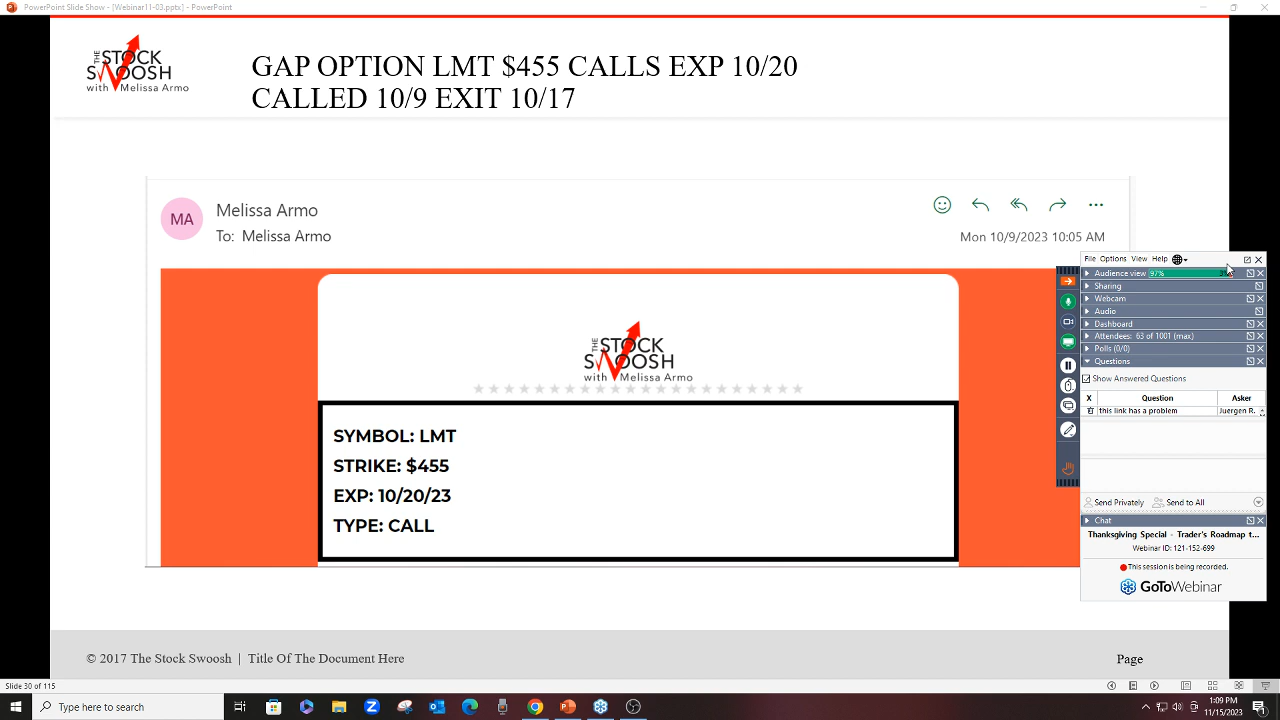 PowerPoint Slide Show - [Webinar11-03.pptx] - PowerPoint
THE STOCK SWOOSH
with Melissa Armo
GAP OPTION LMT $455 CALLS EXP 10/20
CALLED 10/9 EXIT 10/17
MA
Melissa Armo
To: Melissa Armo
Mon 10/9/2023 10:05 AM
THE STOCK SWOOSH
with Melissa Armo
SYMBOL: LMT
STRIKE: $455
EXP: 10/20/23
TYPE: CALL
File Options View Help
Audience view 97%
Sharing
Webcam
Audio
Dashboard
Attendees: 63 of 1001 (max)
Polls (0/0)
Questions
Show Answered Questions
X Question Asker
this link has a problem Juergen R.
Send Privately Send to All
Chat
Thanksgiving Special - Trader's Roadmap t...
Webinar ID: 121-152-699
This session is being recorded.
GoToWebinar
© 2017 The Stock Swoosh | Title Of The Document Here
Page
Slide 30 of 115
Type here to search
1:09 PM
11/15/2023